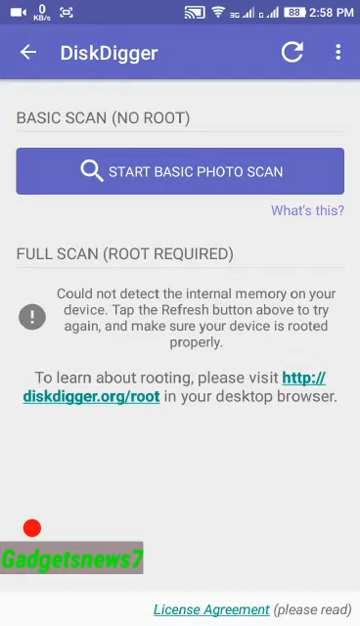 0
KB/s
3G
G
88
2:58 PM
DiskDigger
BASIC SCAN (NO ROOT)
START BASIC PHOTO SCAN
What's this?
FULL SCAN (ROOT REQUIRED)
Could not detect the internal memory on your
device. Tap the Refresh button above to try
again, and make sure your device is rooted
properly.
To learn about rooting, please visit http://
diskdigger.org/root in your desktop browser.
Gadgetsnews7
License Agreement (please read)